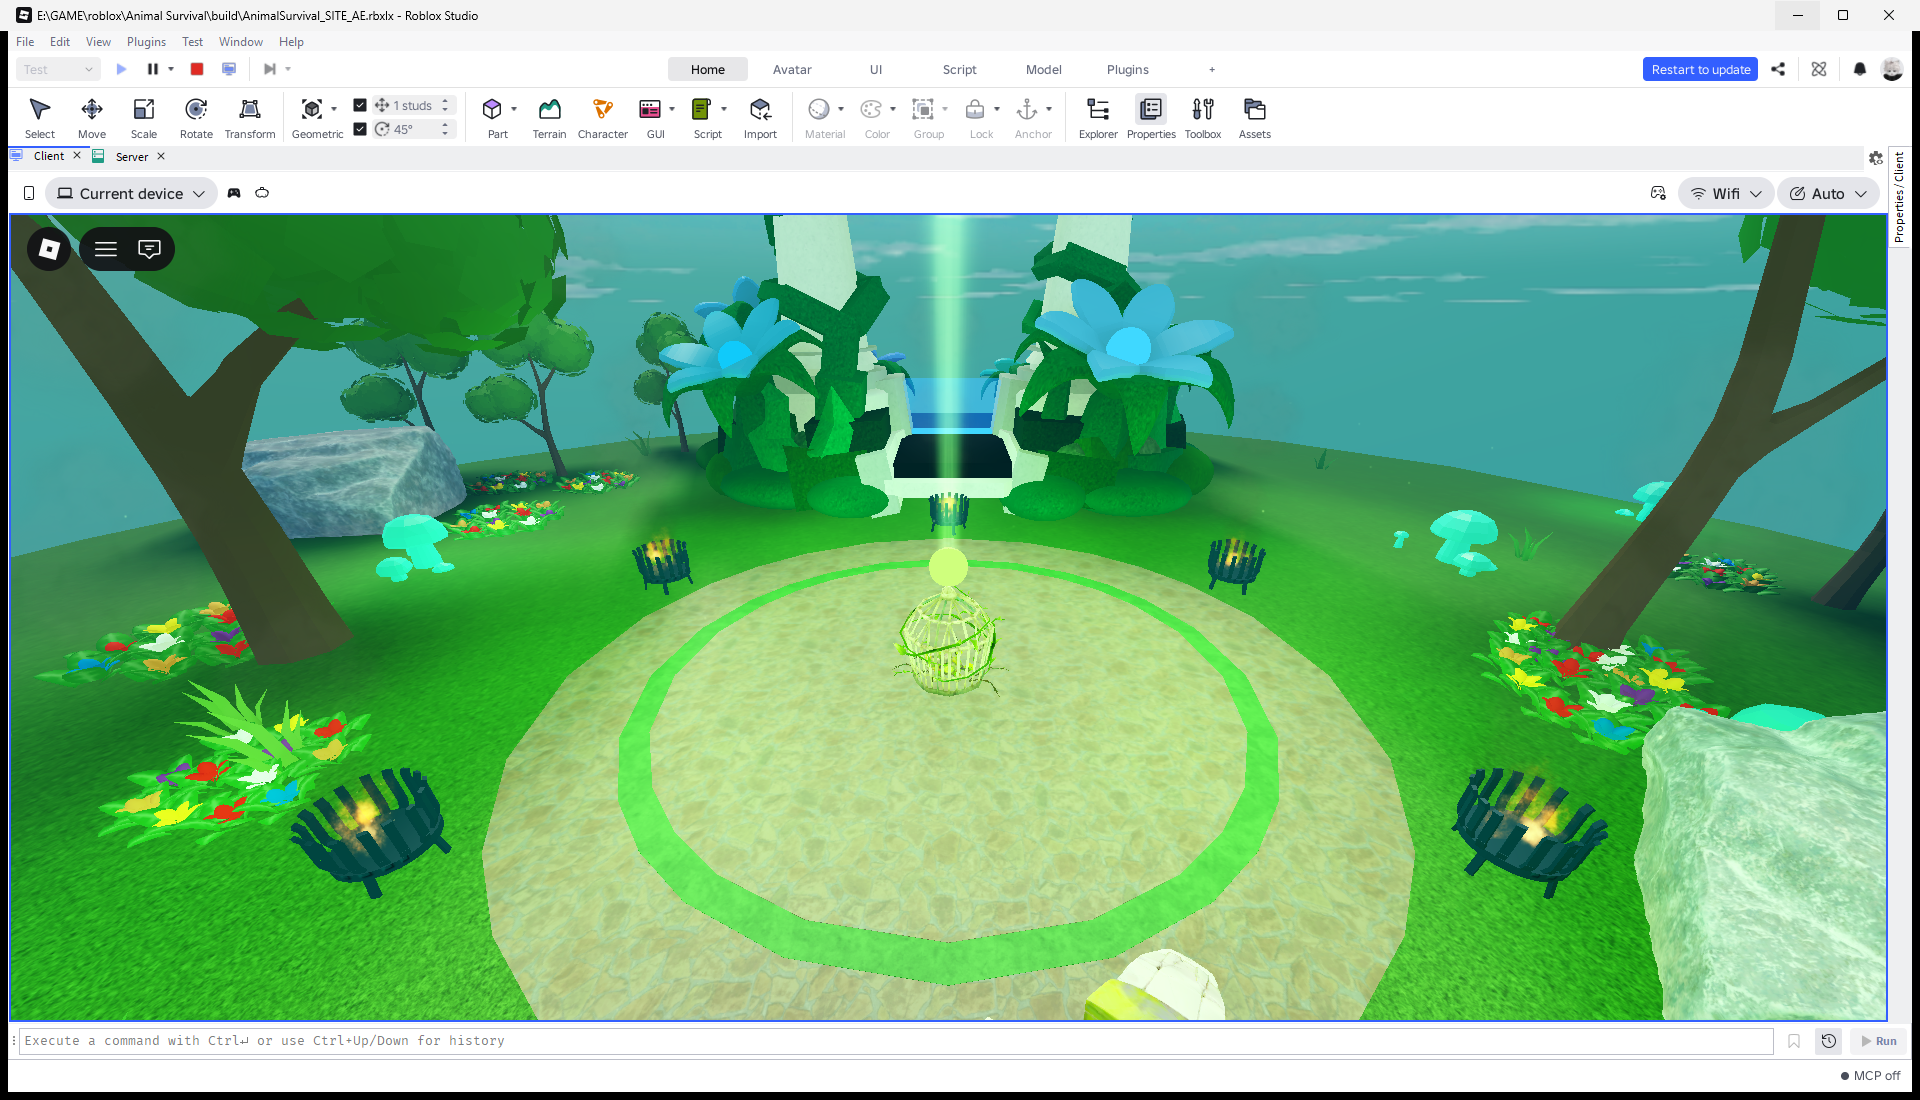 E:\GAME\roblox\Animal Survival\build\AnimalSurvival_SITE_AE.rbxlx - Roblox Studio
File Edit View Plugins Test Window Help
Test Home Avatar UI Script Model Plugins + Restart to update
1 studs
45°
Select Move Scale Rotate Transform Geometric Part Terrain Character GUI Script Import Material Color Group Lock Anchor Explorer Properties Toolbox Assets
Client Server
Current device Wifi Auto
Properties / Client
Execute a command with Ctrl↵ or use Ctrl+Up/Down for history
Run
MCP off